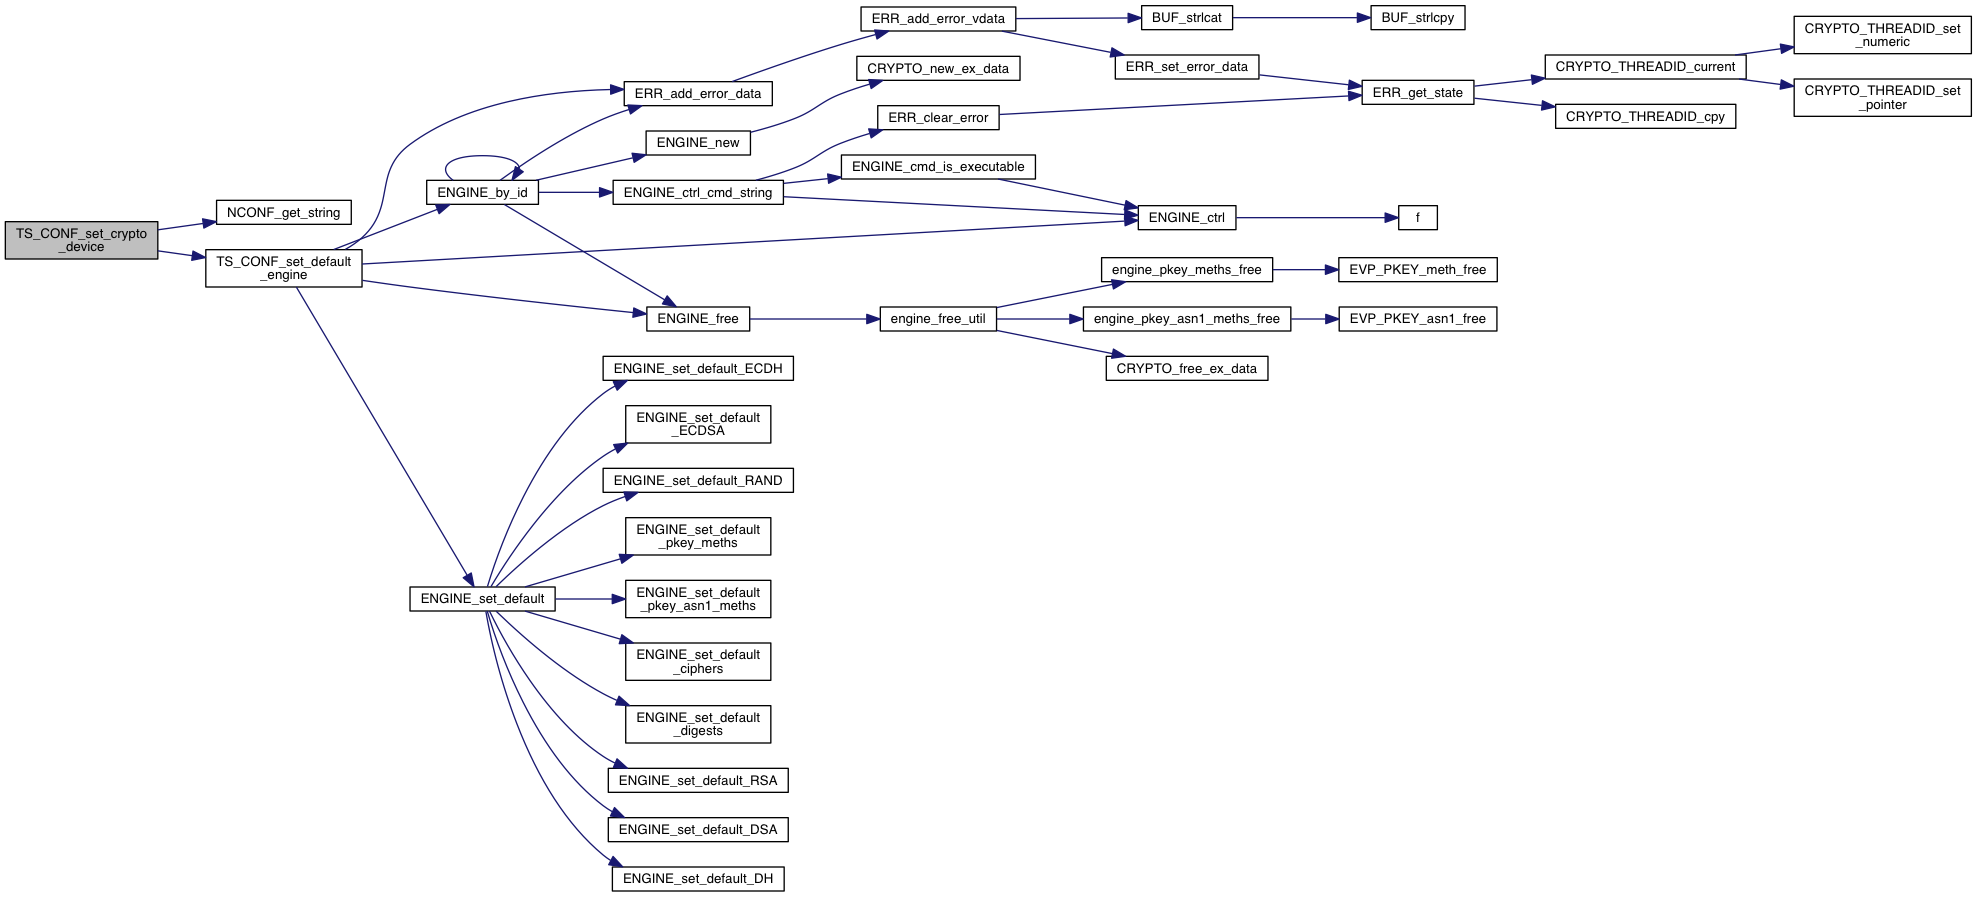 ERR_add_error_vdata
BUF_strlcat
BUF_strlcpy
CRYPTO_THREADID_set
_numeric
CRYPTO_new_ex_data
ERR_set_error_data
CRYPTO_THREADID_current
ERR_add_error_data
ERR_get_state
CRYPTO_THREADID_set
_pointer
ERR_clear_error
CRYPTO_THREADID_cpy
ENGINE_new
ENGINE_cmd_is_executable
ENGINE_by_id
ENGINE_ctrl_cmd_string
NCONF_get_string
ENGINE_ctrl
f
TS_CONF_set_crypto
_device
TS_CONF_set_default
_engine
engine_pkey_meths_free
EVP_PKEY_meth_free
ENGINE_free
engine_free_util
engine_pkey_asn1_meths_free
EVP_PKEY_asn1_free
ENGINE_set_default_ECDH
CRYPTO_free_ex_data
ENGINE_set_default
_ECDSA
ENGINE_set_default_RAND
ENGINE_set_default
_pkey_meths
ENGINE_set_default
ENGINE_set_default
_pkey_asn1_meths
ENGINE_set_default
_ciphers
ENGINE_set_default
_digests
ENGINE_set_default_RSA
ENGINE_set_default_DSA
ENGINE_set_default_DH